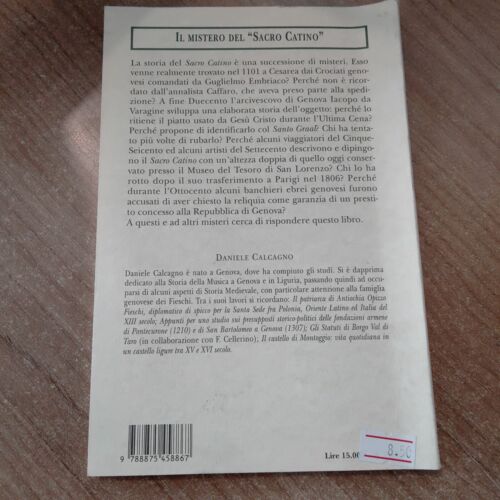 IL MISTERO DEL "SACRO CATINO"
La storia del Sacro Catino è una successione di misteri. Esso
venne realmente trovato nel 1101 a Cesarea dai Crociati geno-
vesi comandati da Guglielmo Embriaco? Perché non è ricor-
dato dall'annalista Caffaro, che aveva preso parte alla spedi-
zione? A fine Duecento l'arcivescovo di Genova Iacopo da
Varagine sviluppa una elaborata storia dell'oggetto: perché lo
ritiene il piatto usato da Gesù Cristo durante l'Ultima Cena?
Perché propone di identificarlo col Santo Graal? Chi ha tenta-
to più volte di rubarlo? Perché alcuni viaggiatori del Cinque-
Seicento ed alcuni artisti del Settecento descrivono e dipingo-
no il Sacro Catino con un'altezza doppia di quello oggi conser-
vato presso il Museo del Tesoro di San Lorenzo? Chi lo ha
rotto dopo il suo trasferimento a Parigi nel 1806? Perché
durante l'Ottocento alcuni banchieri ebrei genovesi furono
accusati di aver chiesto la reliquia come garanzia di un presti-
to concesso alla Repubblica di Genova?
A questi e ad altri misteri cerca di rispondere questo libro.
DANIELE CALCAGNO
Daniele Calcagno è nato a Genova, dove ha compiuto gli studi. Si è dapprima
dedicato alla Storia della Musica a Genova e in Liguria, passando quindi ad occu-
parsi di alcuni aspetti di Storia Medievale, con particolare attenzione alla famiglia
genovese dei Fieschi. Tra i suoi lavori si ricordano: Il patriarca di Antiochia Opizzo
Fieschi, diplomatico di spicco per la Santa Sede fra Polonia, Oriente Latino ed Italia del
XIII secolo; Appunti per uno studio sui presupposti storico-politici delle fondazioni armene
di Pontecurone (1210) e di San Bartolomeo a Genova (1307); Gli Statuti di Borgo Val di
Taro (in collaborazione con F. Cellerino); Il castello di Montoggio: vita quotidiana in
un castello ligure tra XV e XVI secolo.
9 788875 458867
Lire 15.00
8.50